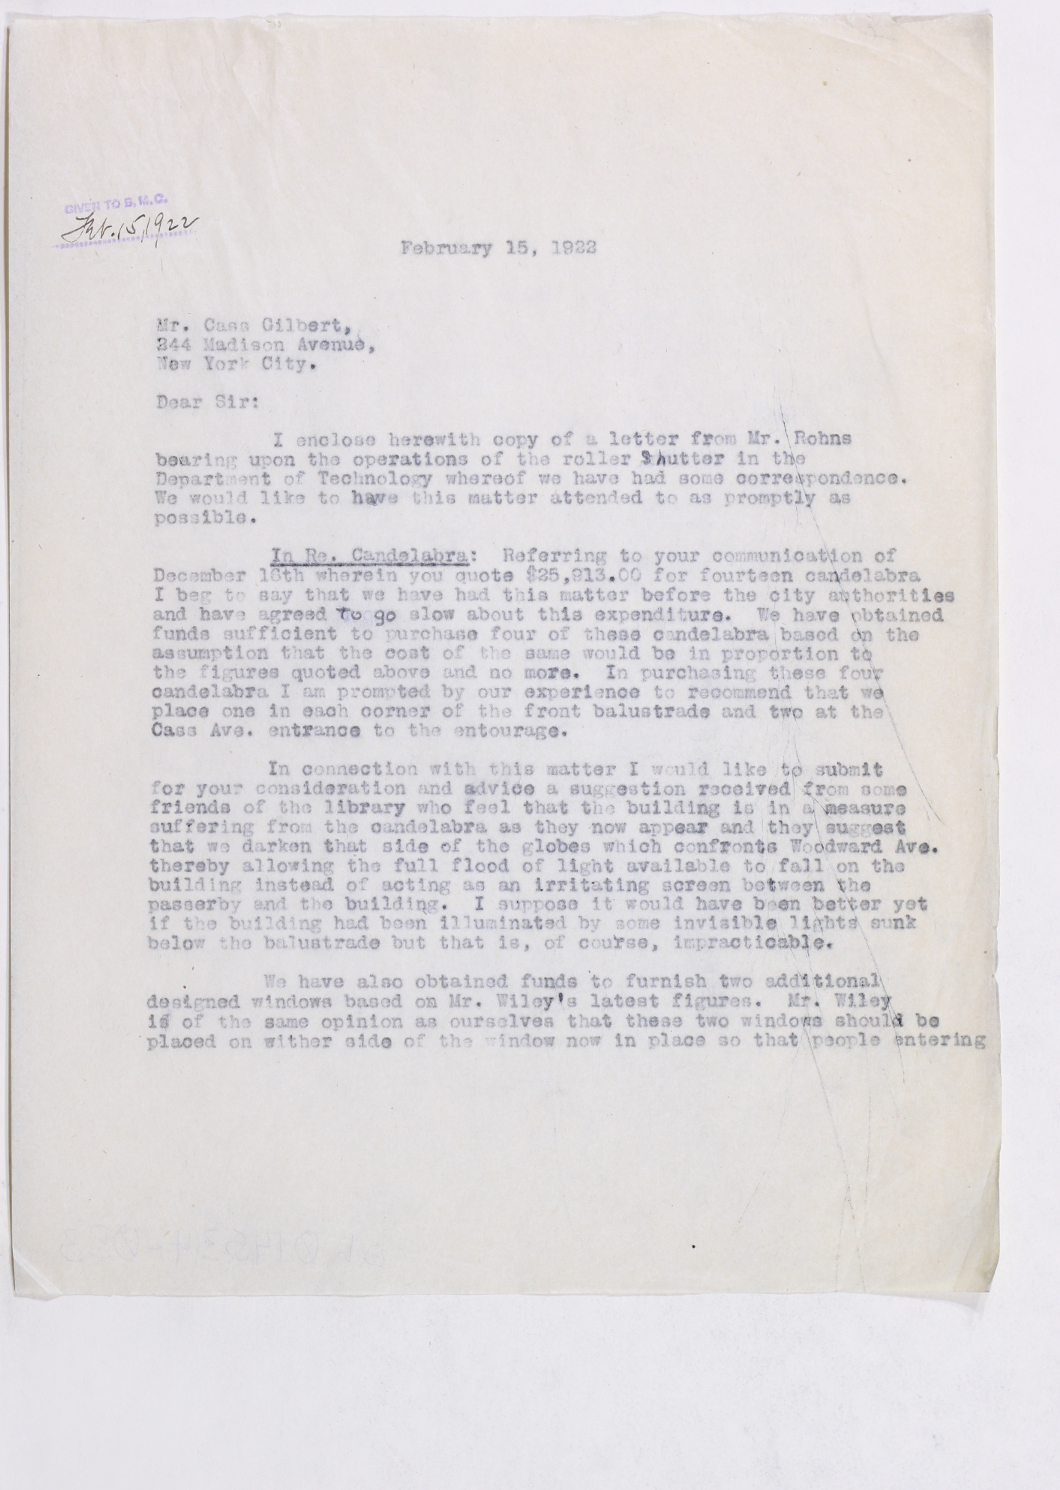 GIVEN TO S.M.C.
Feb. 15, 1922
February 15, 1922
Mr. Cass Gilbert,
244 Madison Avenue,
New York City.
Dear Sir:
I enclose herewith copy of a letter from Mr. Rohns
bearing upon the operations of the roller Shutter in the
Department of Technology whereof we have had some correspondence.
We would like to have this matter attended to as promptly as
possible.
In Re. Candelabra: Referring to your communication of
December 16th wherein you quote $25,913.00 for fourteen candelabra
I beg to say that we have had this matter before the city authorities
and have agreed to go slow about this expenditure. We have obtained
funds sufficient to purchase four of these candelabra based on the
assumption that the cost of the same would be in proportion to
the figures quoted above and no more. In purchasing these four
candelabra I am prompted by our experience to recommend that we
place one in each corner of the front balustrade and two at the
Cass Ave. entrance to the entourage.
In connection with this matter I would like to submit
for your consideration and advice a suggestion received from some
friends of the library who feel that the building is in a measure
suffering from the candelabra as they now appear and they suggest
that we darken that side of the globes which confronts Woodward Ave.
thereby allowing the full flood of light available to fall on the
building instead of acting as an irritating screen between the
passerby and the building. I suppose it would have been better yet
if the building had been illuminated by some invisible lights sunk
below the balustrade but that is, of course, impracticable.
We have also obtained funds to furnish two additional
designed windows based on Mr. Wiley's latest figures. Mr. Wiley
is of the same opinion as ourselves that these two windows should be
placed on wither side of the window now in place so that people entering